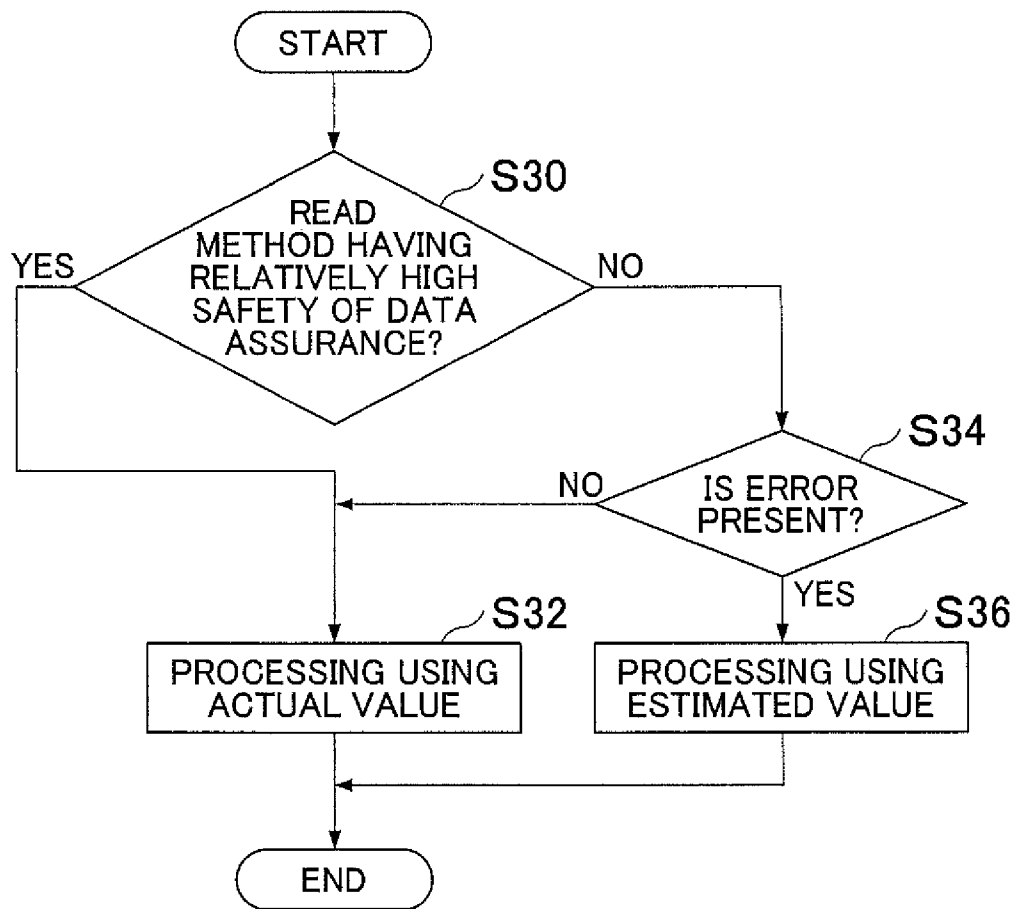 START
S30
READ
METHOD HAVING
RELATIVELY HIGH
SAFETY OF DATA
ASSURANCE?
YES
NO
S34
IS ERROR
PRESENT?
NO
YES
S32
S36
PROCESSING USING
ACTUAL VALUE
PROCESSING USING
ESTIMATED VALUE
END